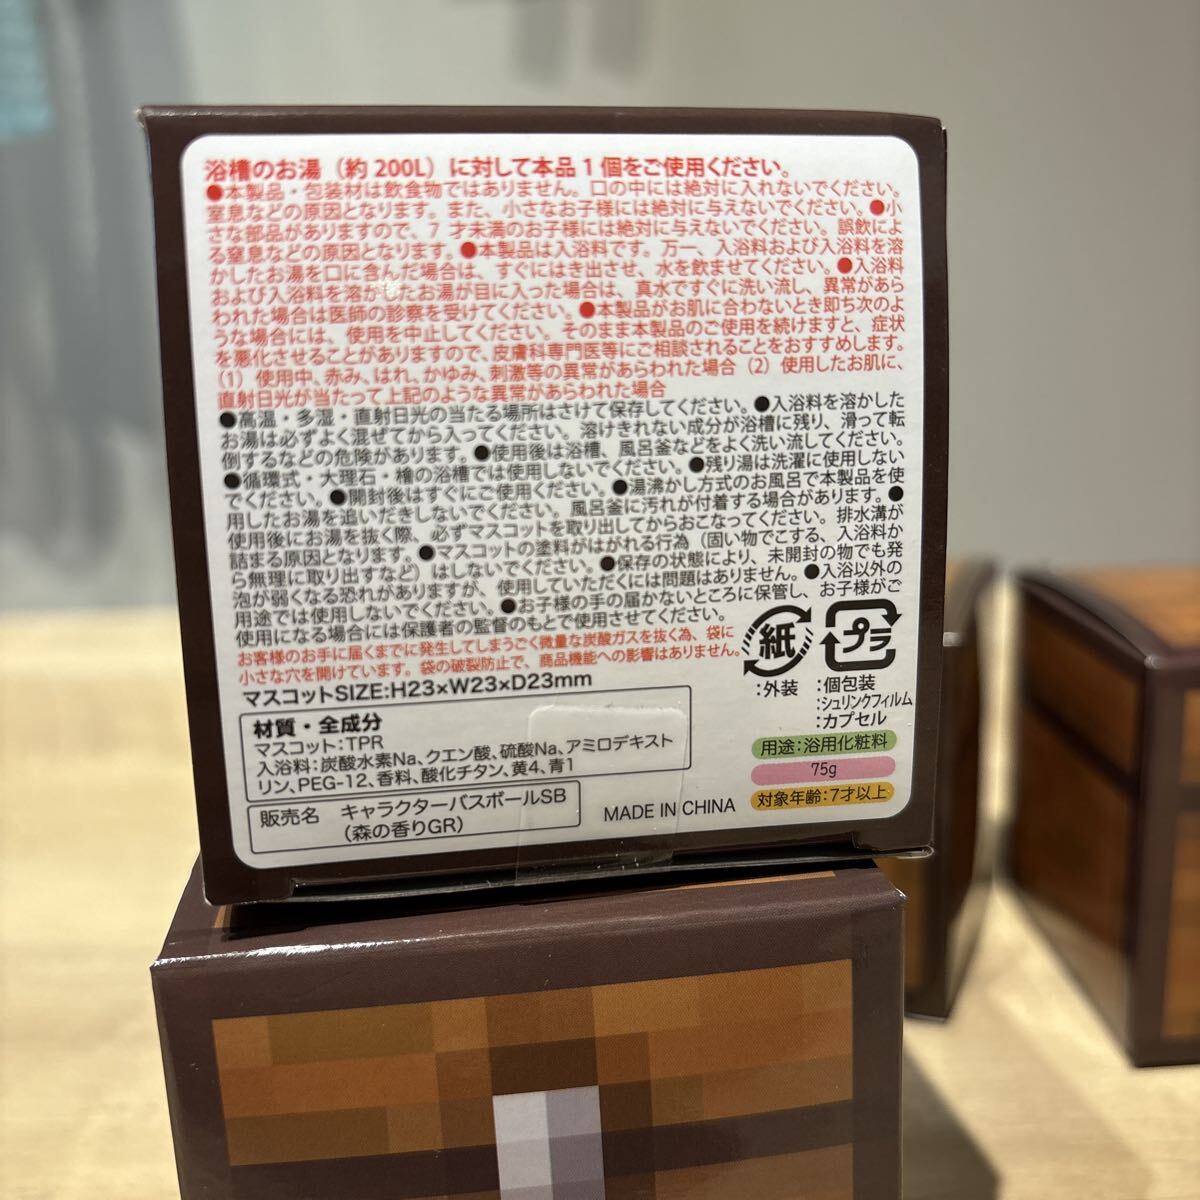 浴槽のお湯（約 200L）に対して本品 1 個をご使用ください。
●本製品・包装材は飲食物ではありません。口の中には絶対に入れないでください。
窒息などの原因となります。また、小さなお子様には絶対に与えないでください。●小
さな部品がありますので、7 才未満のお子様には絶対に与えないでください。誤飲によ
る窒息などの原因となります。●本製品は入浴料です。万一、入浴料および入浴料を溶
かしたお湯を口に含んだ場合は、すぐにはき出させ、水を飲ませてください。●入浴料
および入浴料を溶かしたお湯が目に入った場合は、真水ですぐに洗い流し、異常があら
われた場合は医師の診察を受けてください。●本製品がお肌に合わないとき即ち次のよ
うな場合には、使用を中止してください。そのまま本製品のご使用を続けますと、症状
を悪化させることがありますので、皮膚科専門医等にご相談されることをおすすめします。
(1) 使用中、赤み、はれ、かゆみ、刺激等の異常があらわれた場合 (2) 使用したお肌に、
直射日光が当たって上記のような異常があらわれた場合
●高温・多湿・直射日光の当たる場所はさけて保存してください。●入浴料を溶かした
お湯は必ずよく混ぜてから入ってください。溶けきれない成分が浴槽に残り、滑って転
倒するなどの危険があります。●使用後は浴槽、風呂釜などをよく洗い流してください。
●循環式・大理石・檜の浴槽では使用しないでください。●残り湯は洗濯に使用しない
でください。●開封後はすぐにご使用ください。●湯沸かし方式のお風呂で本製品を使
用したお湯を追いだきしないでください。風呂釜に汚れが付着する場合があります。●
使用後にお湯を抜く際、必ずマスコットを取り出してからおこなってください。排水溝が
詰まる原因となります。●マスコットの塗料がはがれる行為（固い物でこする、入浴料か
ら無理に取り出すなど）はしないでください。●保存の状態により、未開封の物でも発
泡が弱くなる恐れがありますが、使用していただくには問題はありません。●入浴以外の
用途では使用しないでください。●お子様の手の届かないところに保管し、お子様がご
使用になる場合には保護者の監督のもとで使用させてください。
お客様のお手に届くまでに発生してしまうごく微量な炭酸ガスを抜く為、袋に
小さな穴を開けています。袋の破裂防止で、商品機能への影響はありません。
マスコットSIZE:H23×W23×D23mm
材質・全成分
マスコット:TPR
入浴料:炭酸水素Na、クエン酸、硫酸Na、アミロデキスト
リン、PEG-12、香料、酸化チタン、黄4、青1
販売名 キャラクターバスボールSB
（森の香りGR）
MADE IN CHINA
紙
:外装
プラ
:個包装
:シュリンクフィルム
:カプセル
用途:浴用化粧料
75g
対象年齢:7才以上